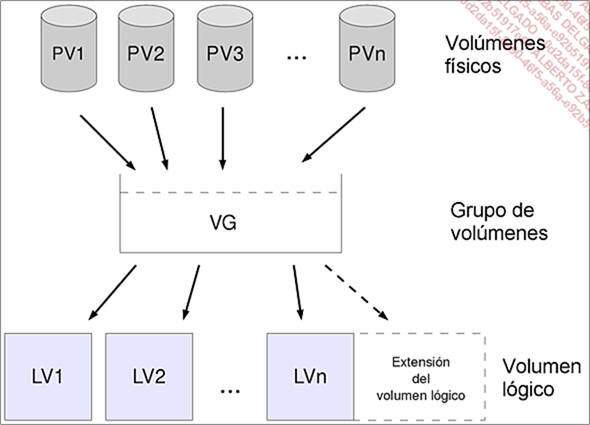 PV1
PV2
PV3
...
PVn
Volúmenes
físicos
VG
Grupo de
volúmenes
LV1
LV2
...
LVn
Extensión
del
volumen lógico
Volumen
lógico